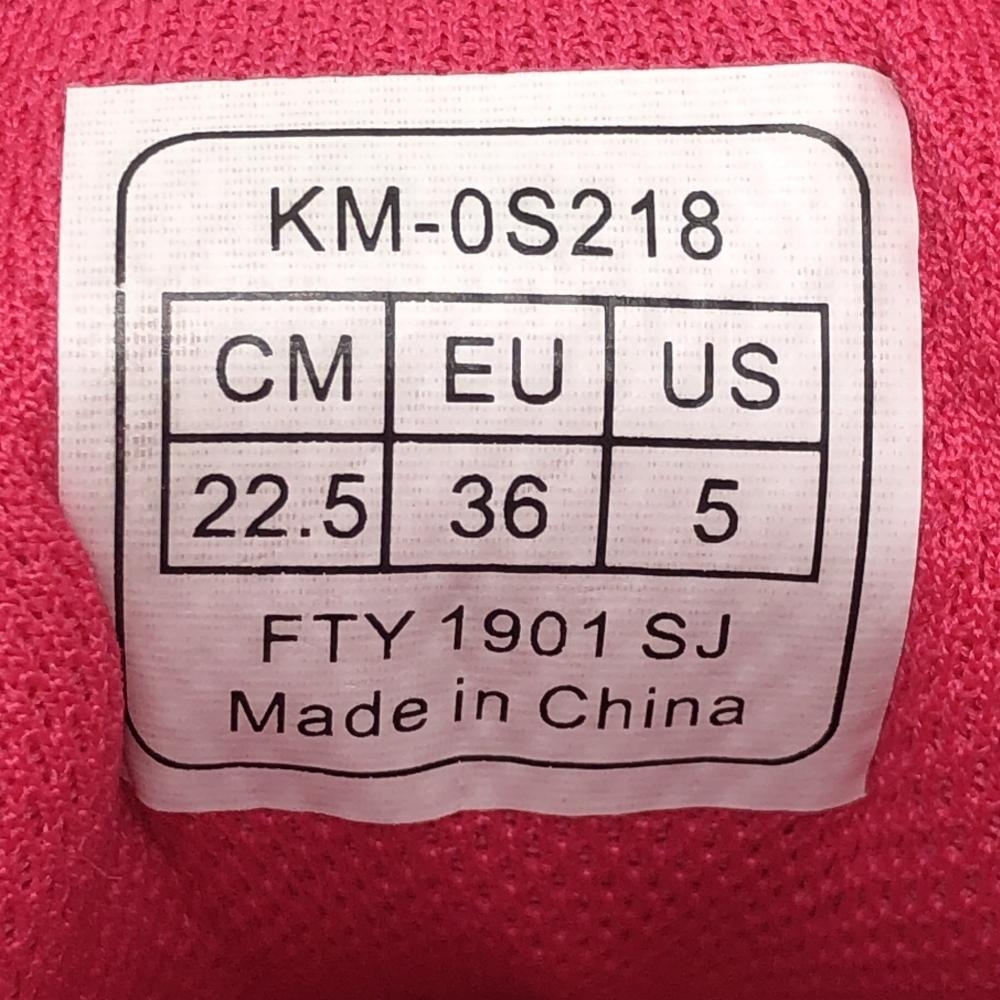 KM-0S218
CM EU US
22.5 36 5
FTY 1901 SJ
Made in China